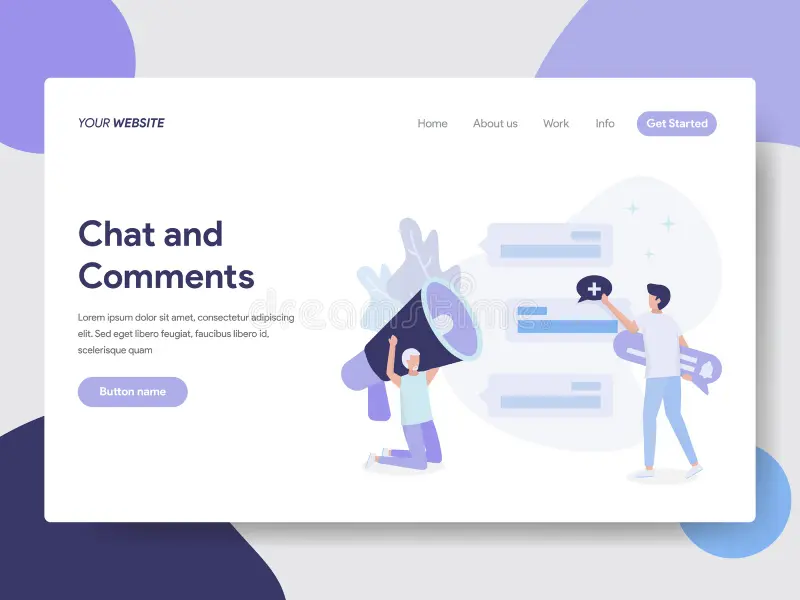 YOUR WEBSITE
Home
About us
Work
Info
Get Started
Chat and
Comments
Lorem ipsum dolor sit amet, consectetur adipiscing
elit. Sed eget libero feugiat, faucibus libero id,
scelerisque quam
Button name
dreamstime